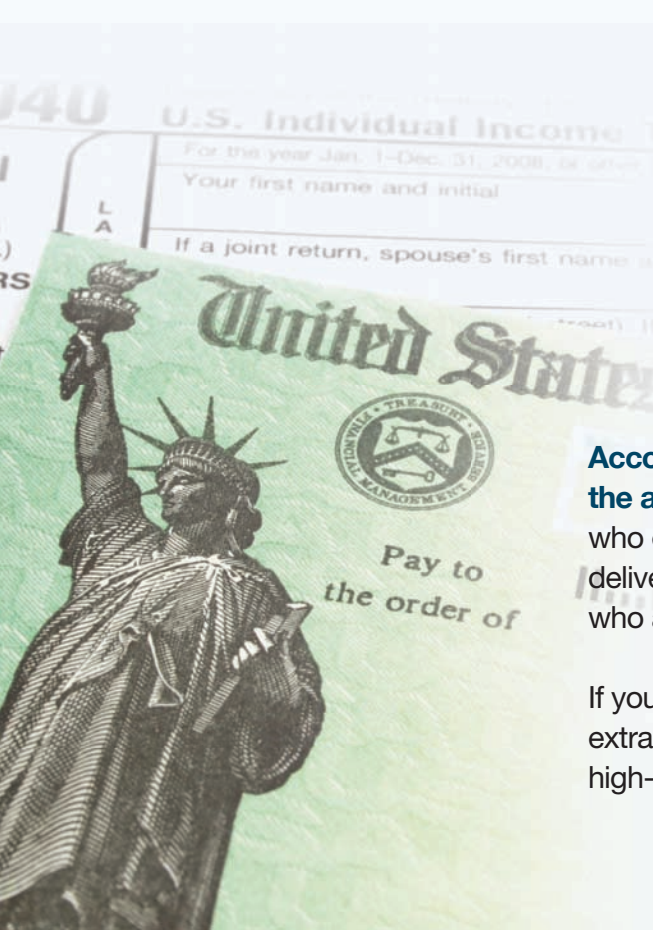 040 U.S. Individual Income
For the year Jan. 1–Dec. 31, 2008, or other
Your first name and initial
L
A
If a joint return, spouse's first name a
.)
RS
United States
TREASURY
FINANCIAL MANAGEMENT SERVICE
Pay to
the order of
Acco
the a
who
delive
who a
If you
extra
high-